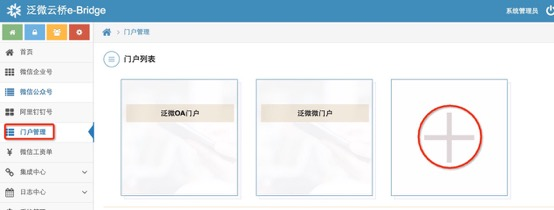 泛微云桥e-Bridge
系统管理员
首页
门户管理
微信企业号
门户列表
微信公众号
阿里钉钉号
泛微OA门户
泛微微门户
门户管理
微信工资单
集成中心
日志中心